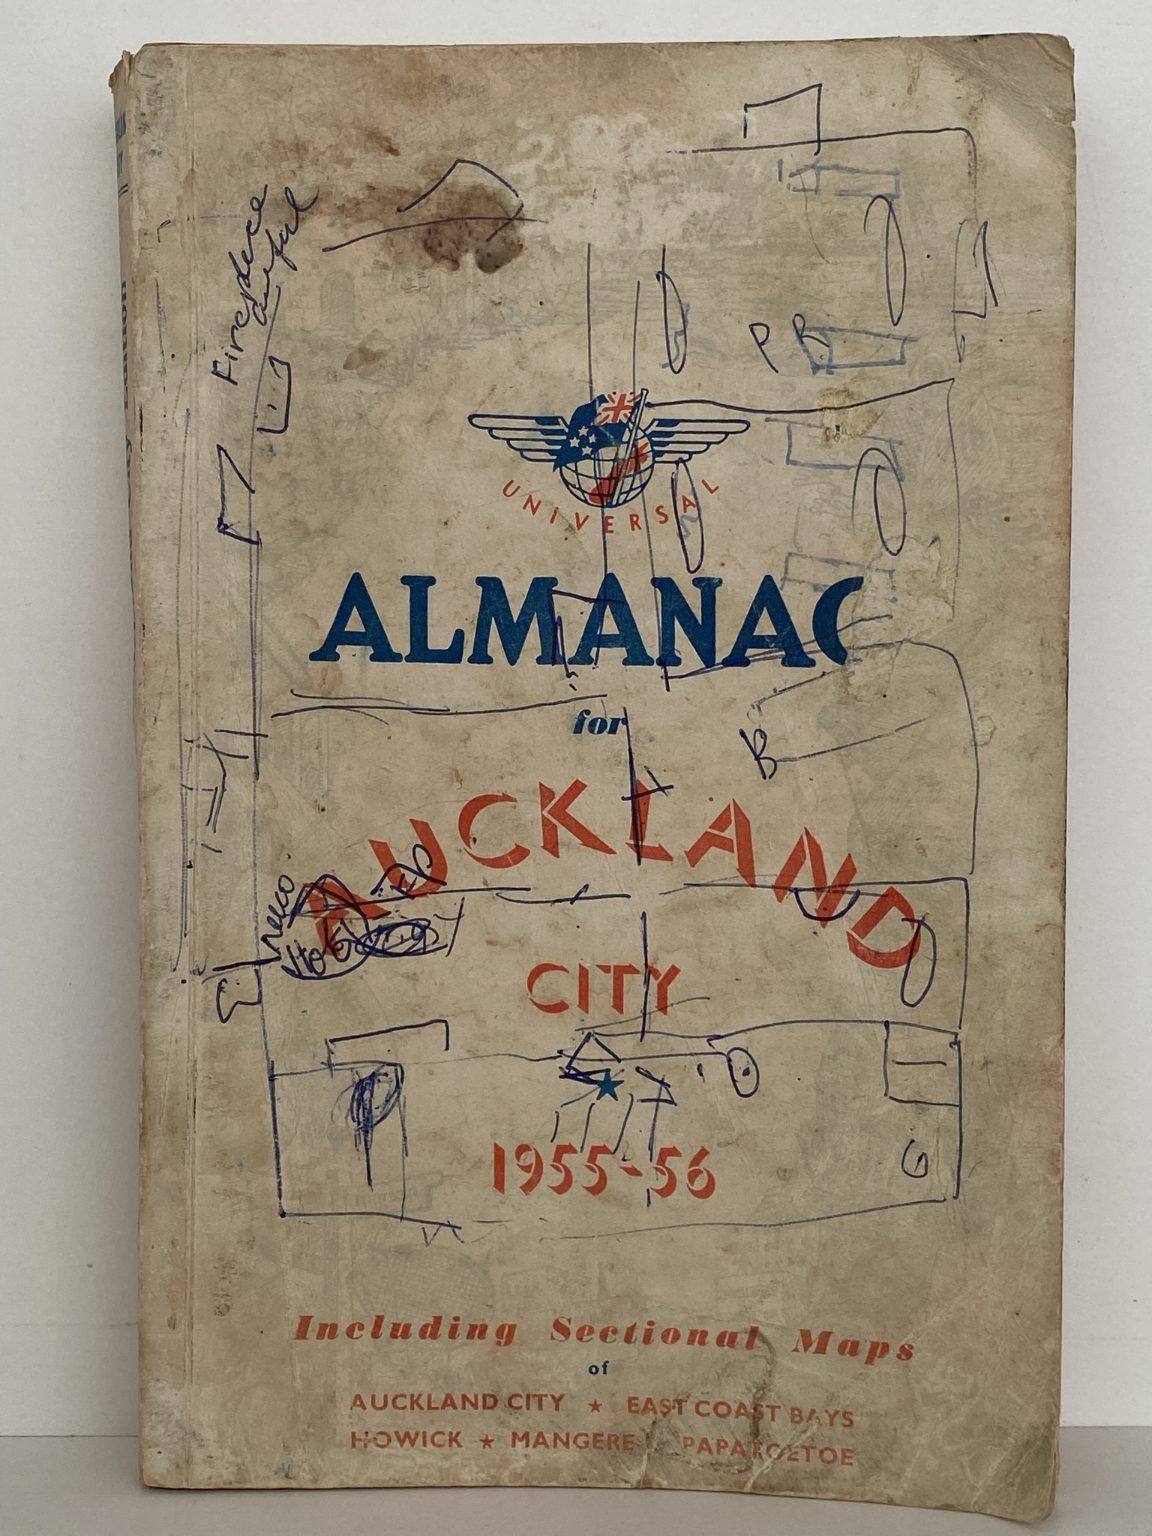 Fireplace
awful
P B
UNIVERSAL
ALMANAC
for
B
AUCKLAND
CITY
1955-56
G
Including Sectional Maps
of
AUCKLAND CITY ★ EAST COAST BAYS
HOWICK ★ MANGERE PAPATOETOE